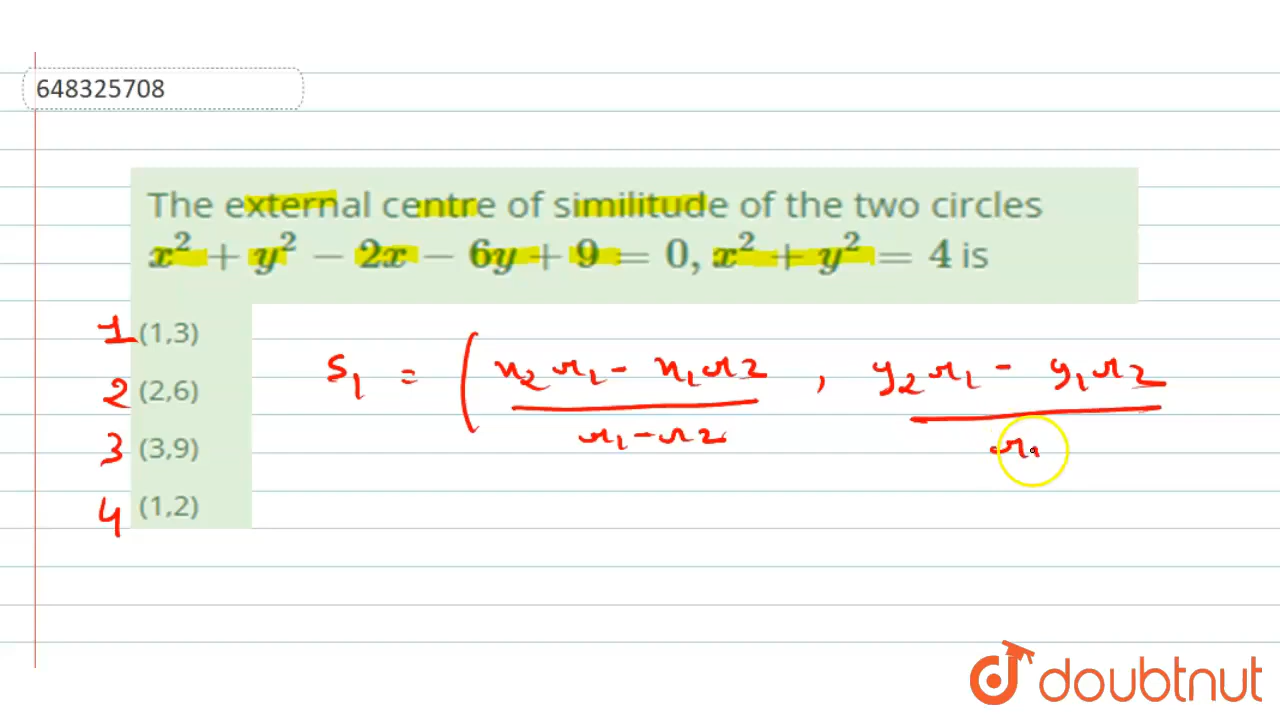 648325708
The external centre of similitude of the two circles
x² + y² − 2x − 6y + 9 = 0, x² + y² = 4 is
1 (1,3)
2 (2,6)
3 (3,9)
4 (1,2)
S₁ = ( x₂r₁ − x₁r₂ , y₂r₁ − y₁r₂
r₁ − r₂ r₁
doubtnut